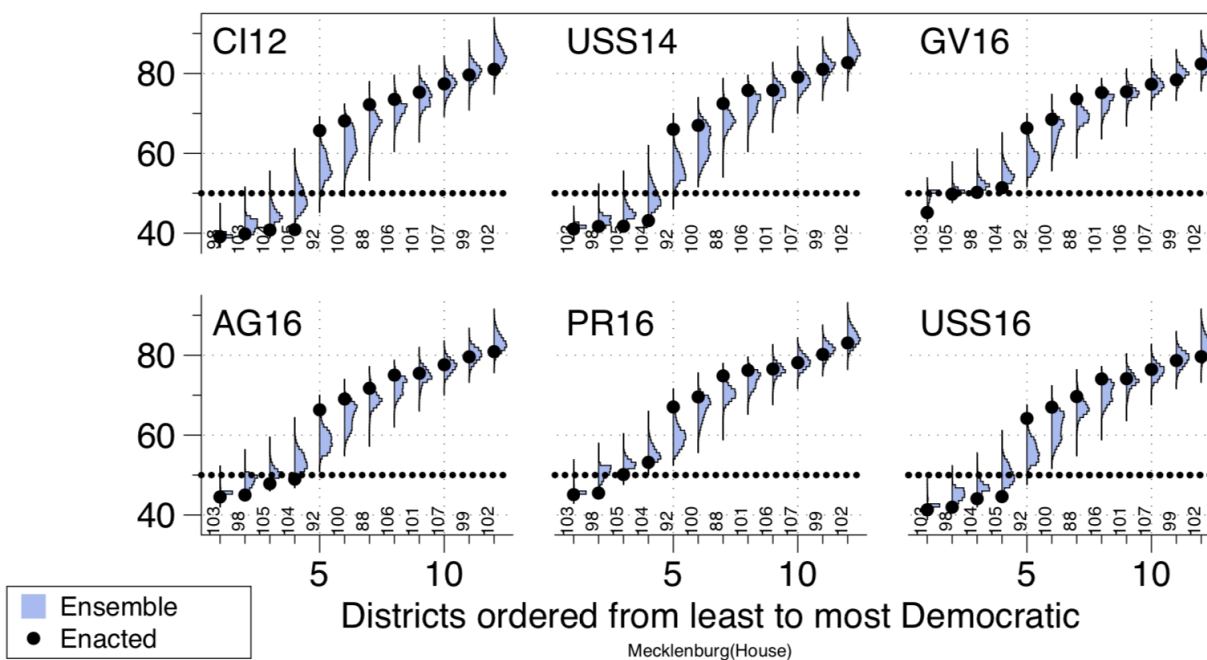 CI12 USS14 GV16
80
60
40
105 92 100 88 106 101 107 99 102
98 104 92 100 88 106 101 107 99 102
103 105 98 104 92 100 88 101 106 107 99 102
AG16 PR16 USS16
80
60
40
103 98 105 104 92 100 88 106 101 107 99 102
103 98 105 104 92 100 88 101 106 107 99 102
98 104 105 92 100 88 106 101 107 99 102
5 10 5 10 5 10
Ensemble
Enacted
Districts ordered from least to most Democratic
Mecklenburg(House)